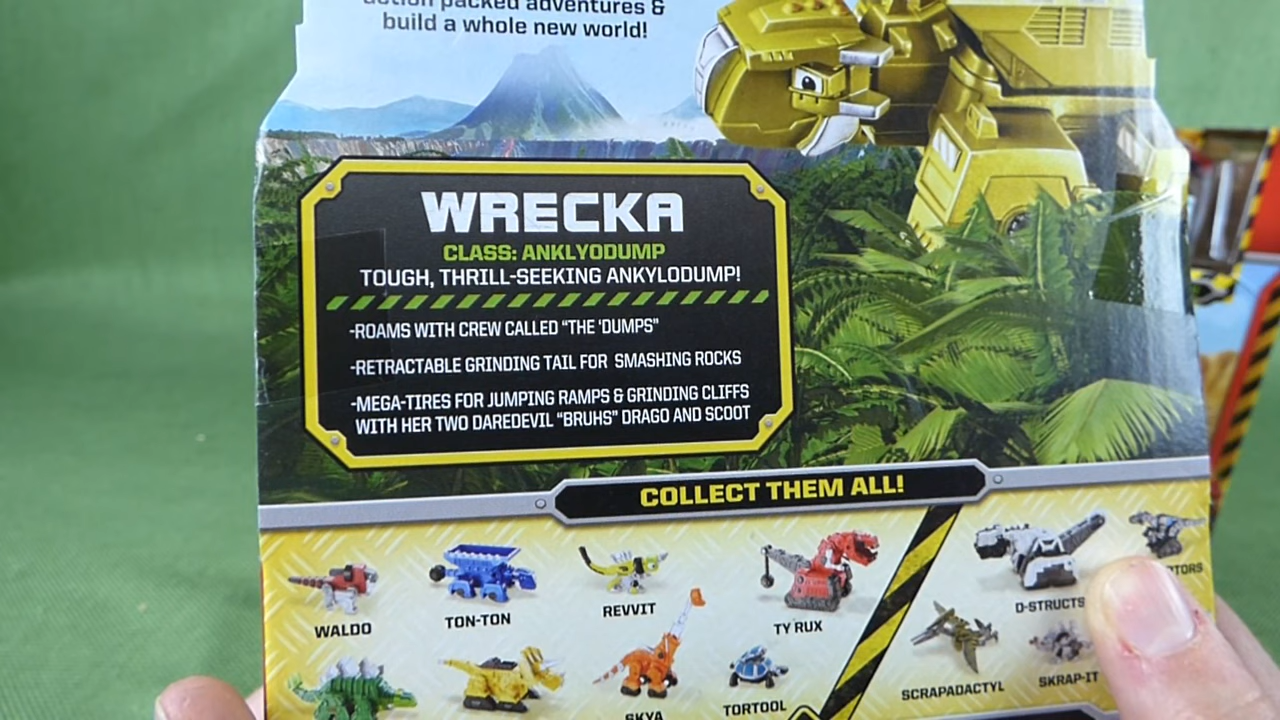 action packed adventures &
build a whole new world!
WRECKA
CLASS: ANKLYODUMP
TOUGH, THRILL-SEEKING ANKYLODUMP!
-ROAMS WITH CREW CALLED “THE ‘DUMPS”
-RETRACTABLE GRINDING TAIL FOR SMASHING ROCKS
-MEGA-TIRES FOR JUMPING RAMPS & GRINDING CLIFFS
WITH HER TWO DAREDEVIL “BRUHS” DRAGO AND SCOOT
COLLECT THEM ALL!
WALDO
TON-TON
REVVIT
TY RUX
D-STRUCTS
SKYA
TORTOOL
SCRAPADACTYL
SKRAP-IT